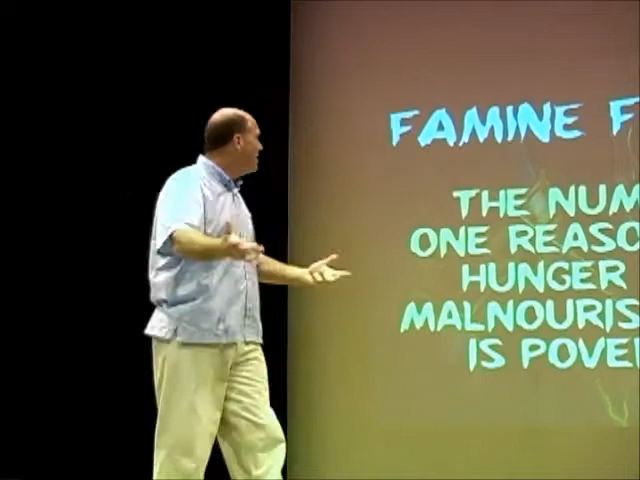 FAMINE F
THE NUM
ONE REASO
HUNGER
MALNOURIS
IS POVE